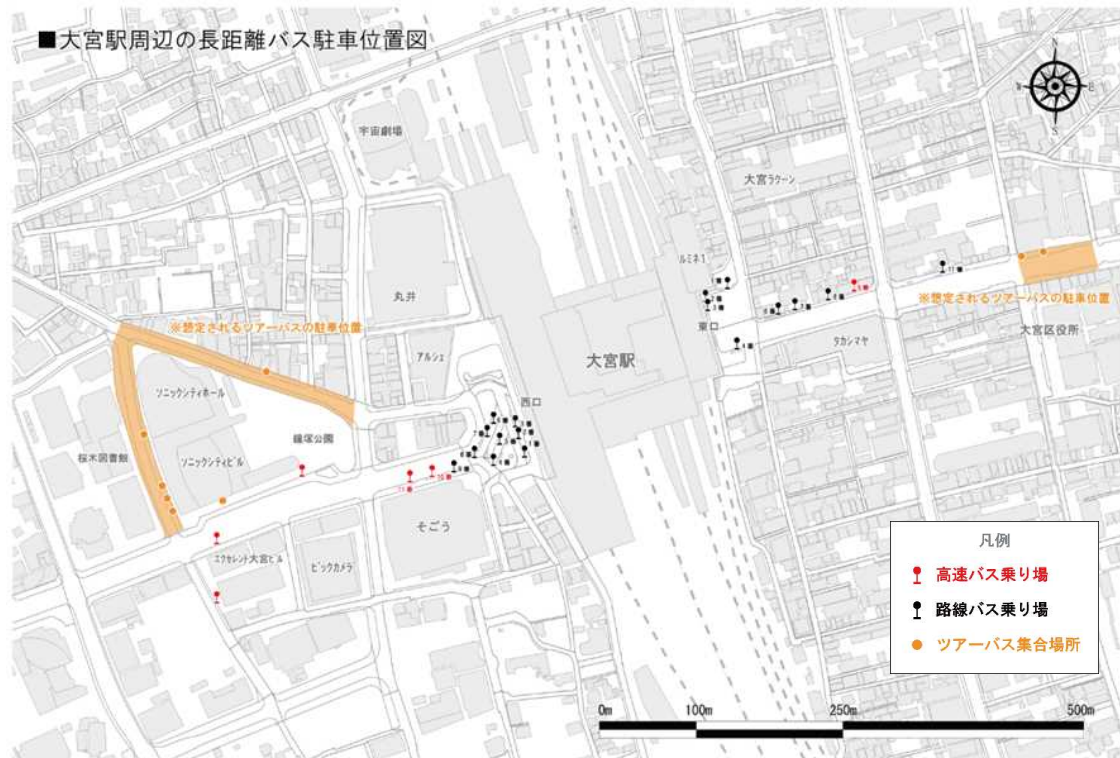 ■大宮駅周辺の長距離バス駐車位置図
N
W
E
S
宇宙劇場
大宮ラクーン
ルミネ1
丸井
※想定されるツアーバスの駐車位置
※想定されるツアーバスの駐車位置
東口
大宮区役所
タカシマヤ
アルシェ
大宮駅
ソニックシティホール
西口
鐘塚公園
桜木図書館
ソニックシティビル
そごう
エクセレント大宮ビル
ビックカメラ
凡例
高速バス乗り場
路線バス乗り場
ツアーバス集合場所
0m
100m
250m
500m